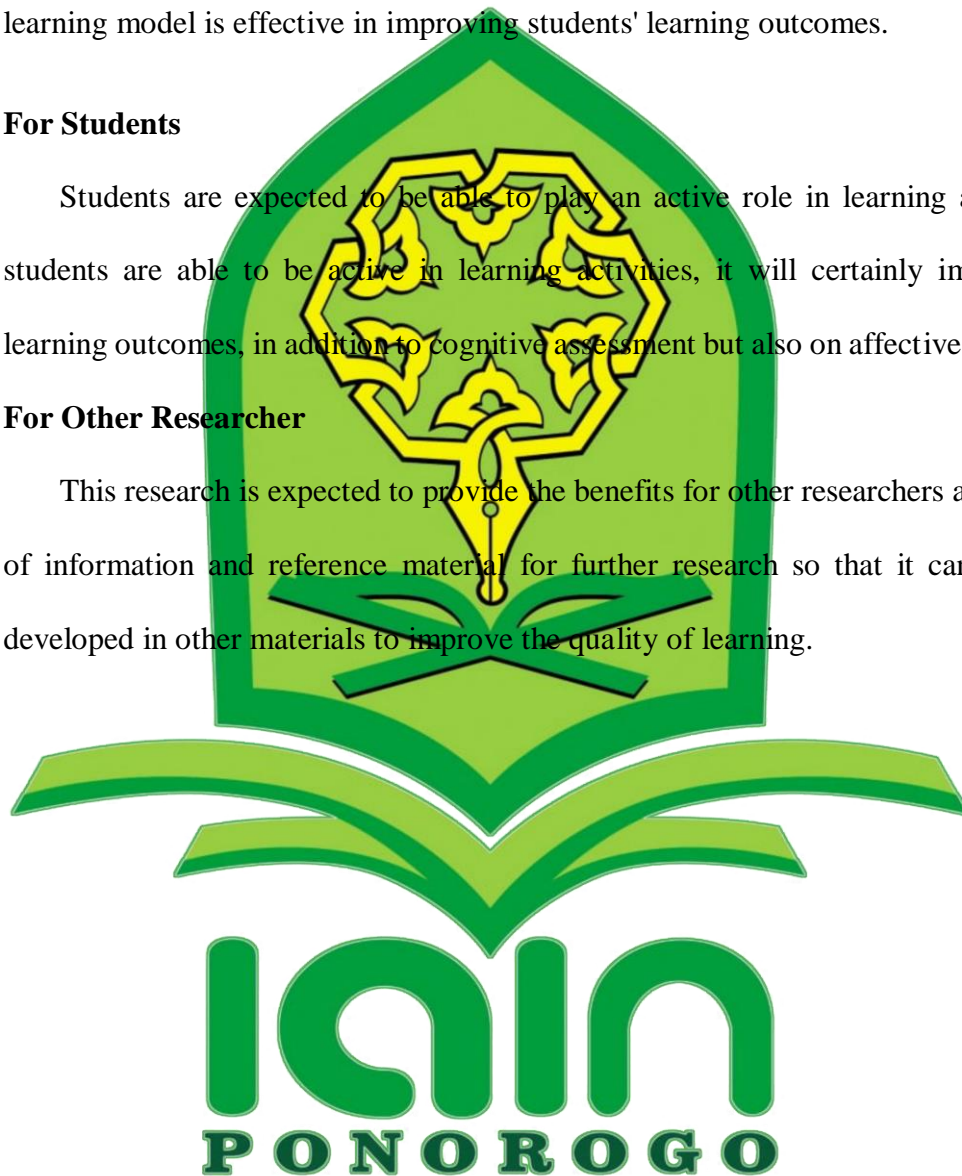 learning model is effective in improving students' learning outcomes.
For Students
Students are expected to be able to play an active role in learning a
students are able to be active in learning activities, it will certainly im
learning outcomes, in addition to cognitive assessment but also on affective
For Other Researcher
This research is expected to provide the benefits for other researchers a
of information and reference material for further research so that it can
developed in other materials to improve the quality of learning.
iain
PONOROGO